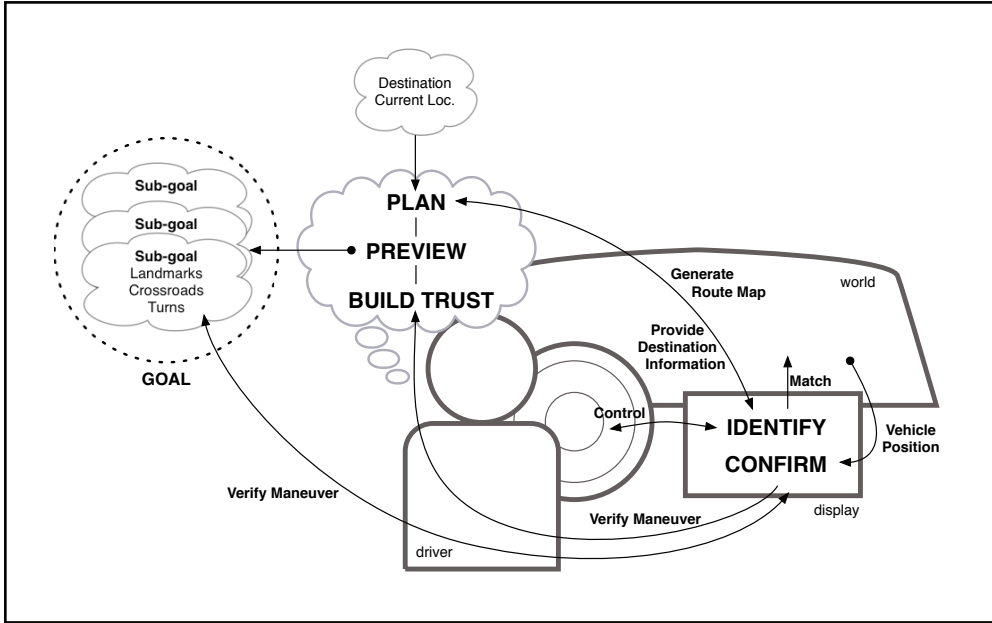 Destination
Current Loc.
PLAN
PREVIEW
BUILD TRUST
Sub-goal
Sub-goal
Sub-goal
Landmarks
Crossroads
Turns
GOAL
Generate
Route Map
world
Provide
Destination
Information
Match
Control
IDENTIFY
CONFIRM
Vehicle
Position
Verify Maneuver
Verify Maneuver
display
driver